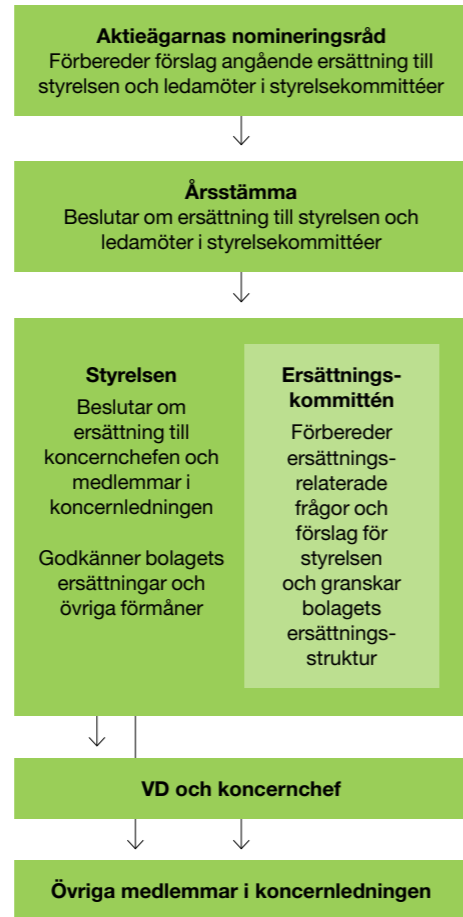 Aktieägarnas nomineringsråd
Förbereder förslag angående ersättning till
styrelsen och ledamöter i styrelsekommittéer
Årsstämma
Beslutar om ersättning till styrelsen och
ledamöter i styrelsekommittéer
Styrelsen
Beslutar om
ersättning till
koncernchefen och
medlemmar i
koncernledningen
Godkänner bolagets
ersättningar och
övriga förmåner
Ersättnings-
kommittén
Förbereder
ersättnings-
relaterade
frågor och
förslag för
styrelsen
och granskar
bolagets
ersättnings-
struktur
VD och koncernchef
Övriga medlemmar i koncernledningen